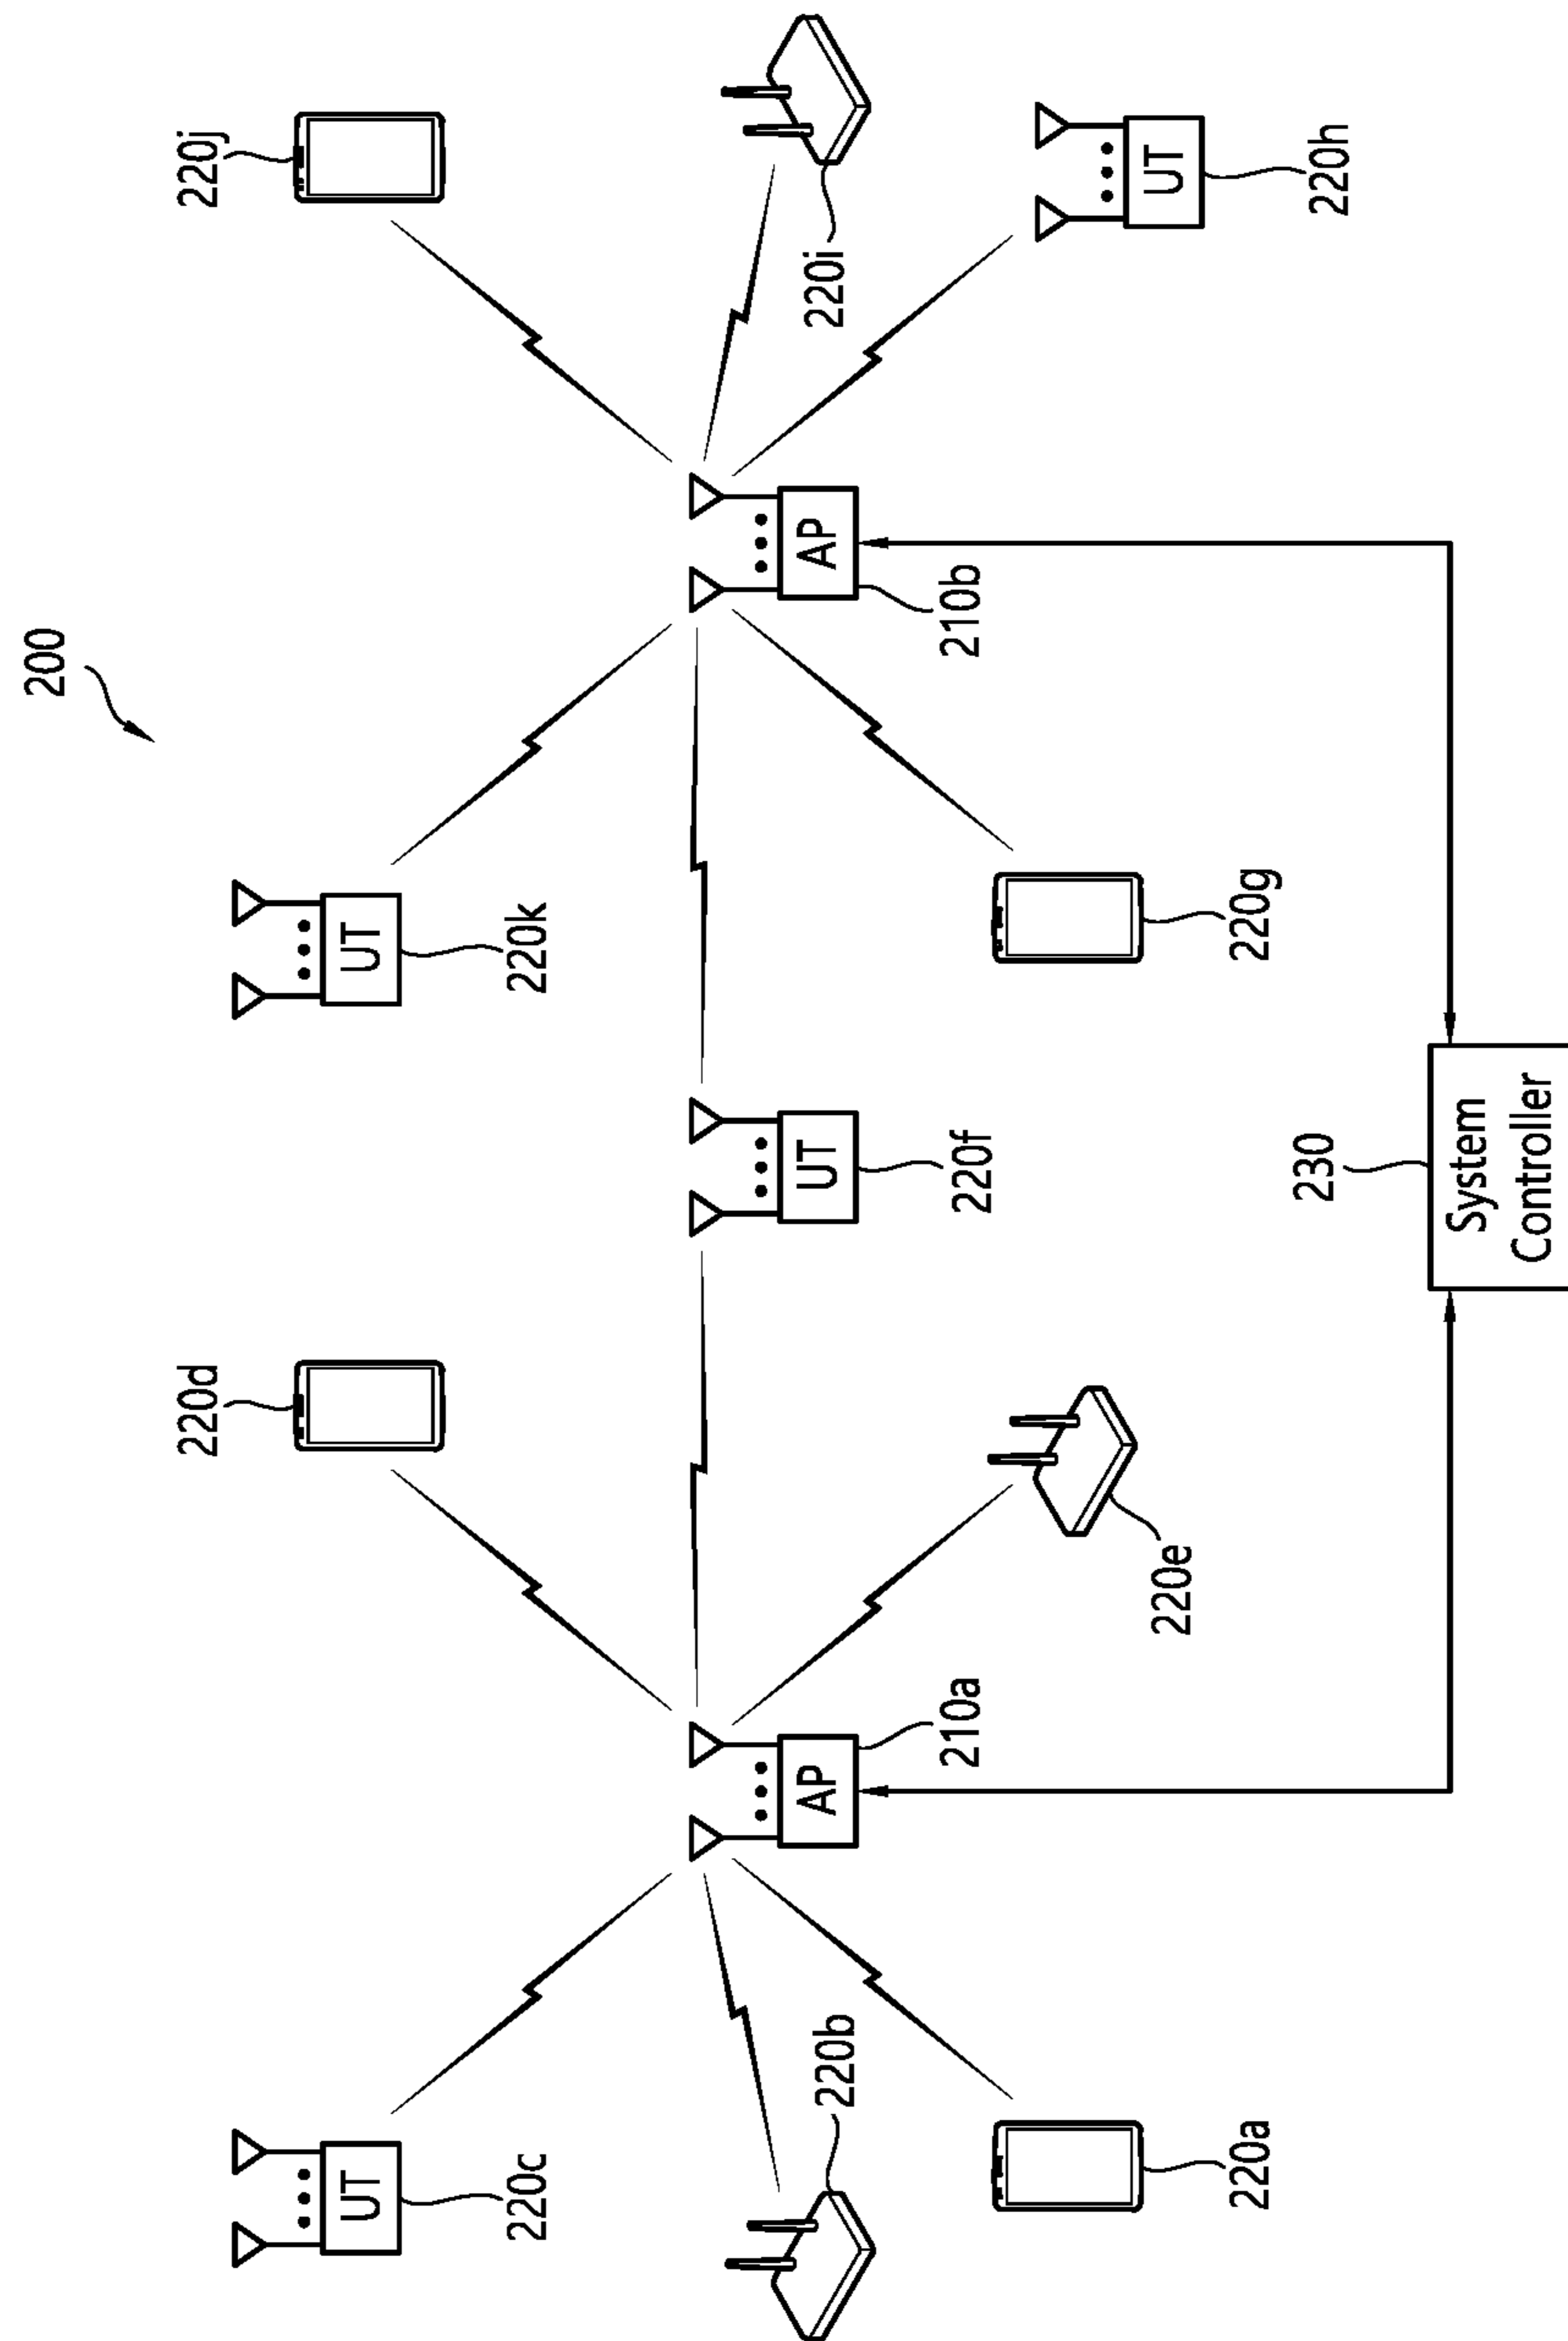 200
220d
220j
UT
220c
UT
220k
220b
AP
210a
UT
220f
AP
210b
220i
220a
220e
220g
UT
220h
230
System
Controller